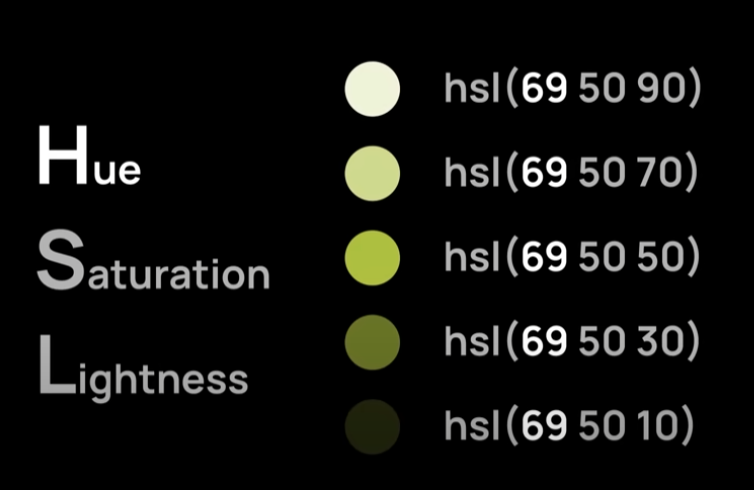 Hue
Saturation
Lightness
hsl(69 50 90)
hsl(69 50 70)
hsl(69 50 50)
hsl(69 50 30)
hsl(69 50 10)